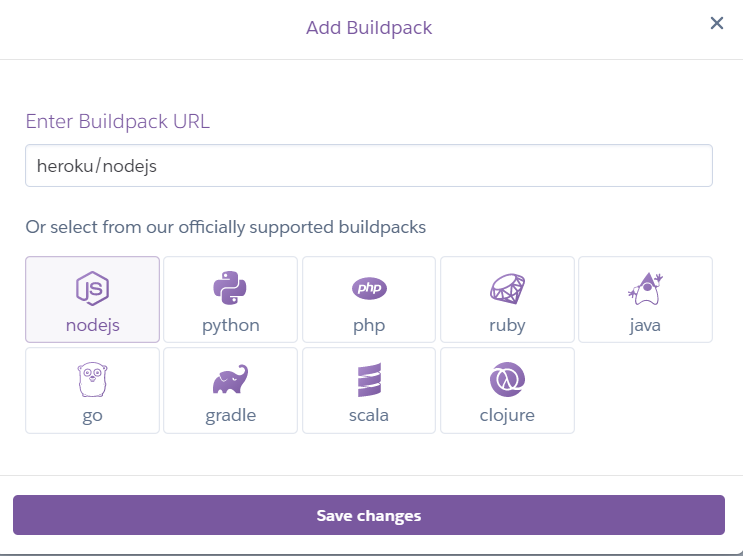 Add Buildpack
Enter Buildpack URL
heroku/nodejs
Or select from our officially supported buildpacks
JS
nodejs
python
php
php
ruby
java
go
gradle
scala
clojure
Save changes